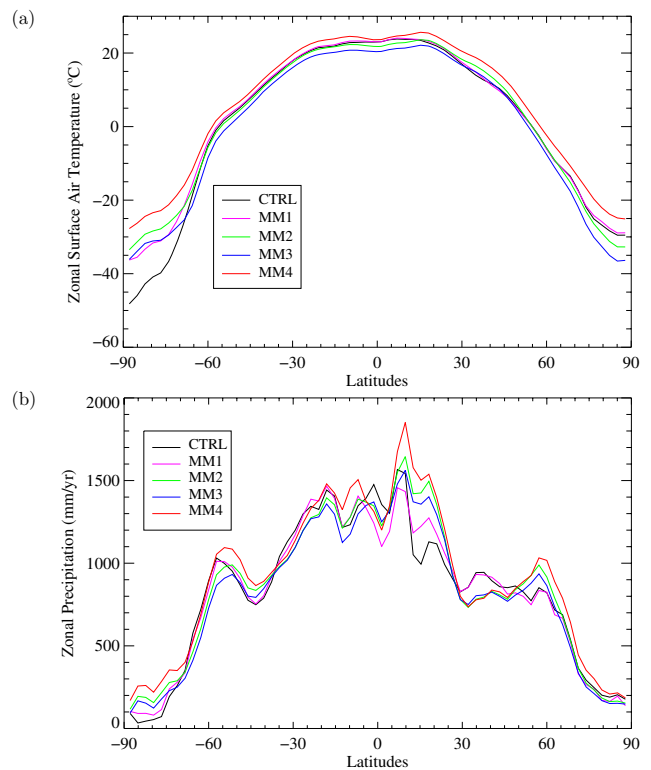 (a)
Zonal Surface Air Temperature (°C)
20
0
−20
−40
−60
CTRL
MM1
MM2
MM3
MM4
−90 −60 −30 0 30 60 90
Latitudes
(b)
Zonal Precipitation (mm/yr)
2000
1500
1000
500
0
CTRL
MM1
MM2
MM3
MM4
−90 −60 −30 0 30 60 90
Latitudes